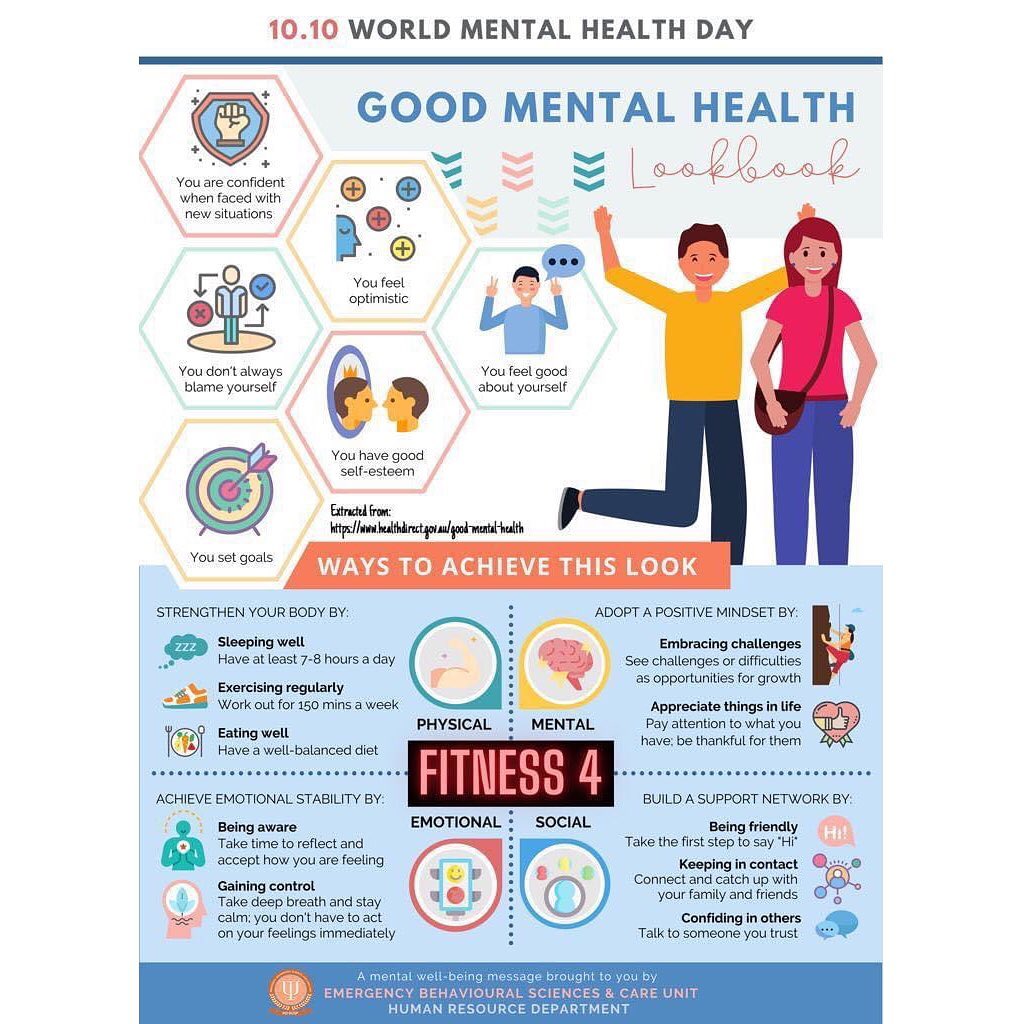 10.10 WORLD MENTAL HEALTH DAY
GOOD MENTAL HEALTH
Lookbook
You are confident
when faced with
new situations
You feel
optimistic
You don't always
blame yourself
You feel good
about yourself
You have good
self-esteem
You set goals
Extracted from:
https://www.healthdirect.gov.au/good-mental-health
WAYS TO ACHIEVE THIS LOOK
STRENGTHEN YOUR BODY BY:
ZZZ
Sleeping well
Have at least 7-8 hours a day
Exercising regularly
Work out for 150 mins a week
Eating well
Have a well-balanced diet
PHYSICAL
MENTAL
ADOPT A POSITIVE MINDSET BY:
Embracing challenges
See challenges or difficulties
as opportunities for growth
Appreciate things in life
Pay attention to what you
have; be thankful for them
FITNESS 4
ACHIEVE EMOTIONAL STABILITY BY:
Being aware
Take time to reflect and
accept how you are feeling
Gaining control
Take deep breath and stay
calm; you don't have to act
on your feelings immediately
EMOTIONAL
SOCIAL
BUILD A SUPPORT NETWORK BY:
Being friendly
Take the first step to say "Hi"
Hi!
Keeping in contact
Connect and catch up with
your family and friends
Confiding in others
Talk to someone you trust
A mental well-being message brought to you by
EMERGENCY BEHAVIOURAL SCIENCES & CARE UNIT
HUMAN RESOURCE DEPARTMENT